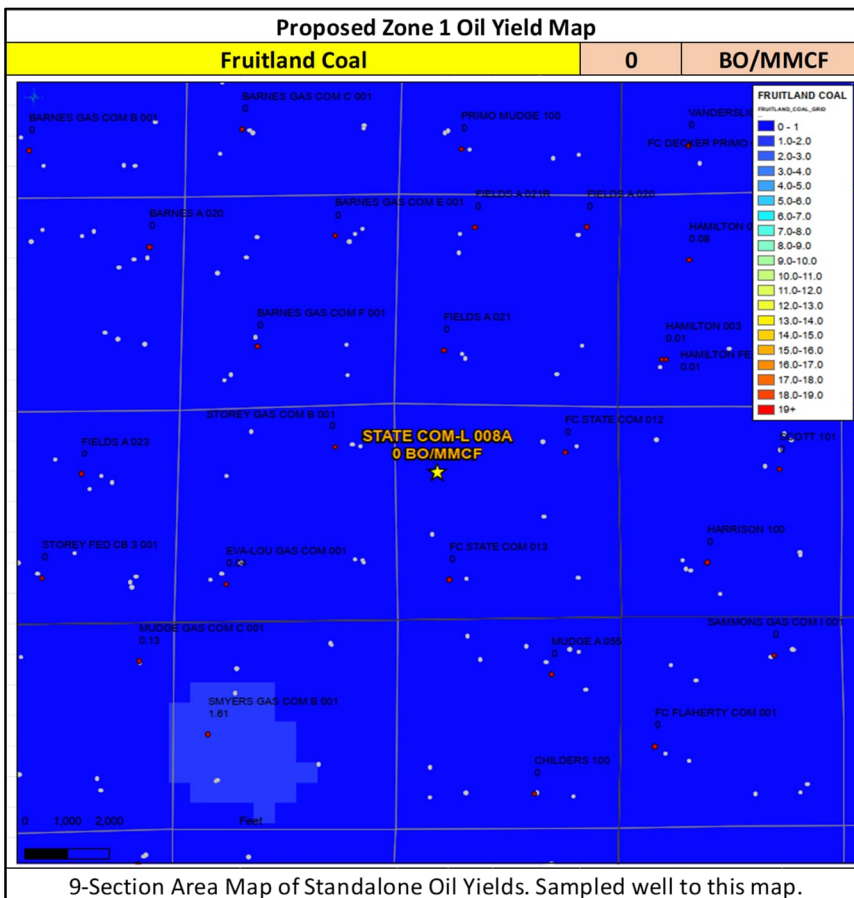 Proposed Zone 1 Oil Yield Map
Fruitland Coal 0 BO/MMCF
BARNES GAS COM C 001
0
BARNES GAS COM B 001
0
PRIMO MUDGE 100
0
0
FC DECKER PRIMO
FRUITLAND COAL
FRUITLAND_COAL_GRID
0 - 1
1.0-2.0
2.0-3.0
3.0-4.0
4.0-5.0
5.0-6.0
6.0-7.0
7.0-8.0
8.0-9.0
9.0-10.0
10.0-11.0
11.0-12.0
12.0-13.0
13.0-14.0
14.0-15.0
15.0-16.0
16.0-17.0
17.0-18.0
18.0-19.0
19+
BARNES A 020
0
BARNES GAS COM E 001
0
FIELDS A 021R
0
FIELDS A 020
0
HAMILTON
0.08
BARNES GAS COM F 001
0
FIELDS A 021
0
HAMILTON 003
0.01
HAMILTON
0.01
STOREY GAS COM B 001
0
STATE COM-L 008A
0 BO/MMCF
FC STATE COM 012
0
SCOTT 101
0
FIELDS A 023
0
STOREY FED CB 3 001
0
EVA-LOU GAS COM 001
FC STATE COM 013
0
HARRISON 100
0
MUDGE GAS COM C 001
0.13
MUDGE A 055
0
SAMMONS GAS COM I 001
0
SMYERS GAS COM B 001
1.61
FC FLAHERTY COM 001
0
CHILDERS 100
0
0 1,000 2,000 Feet
9-Section Area Map of Standalone Oil Yields. Sampled well to this map.